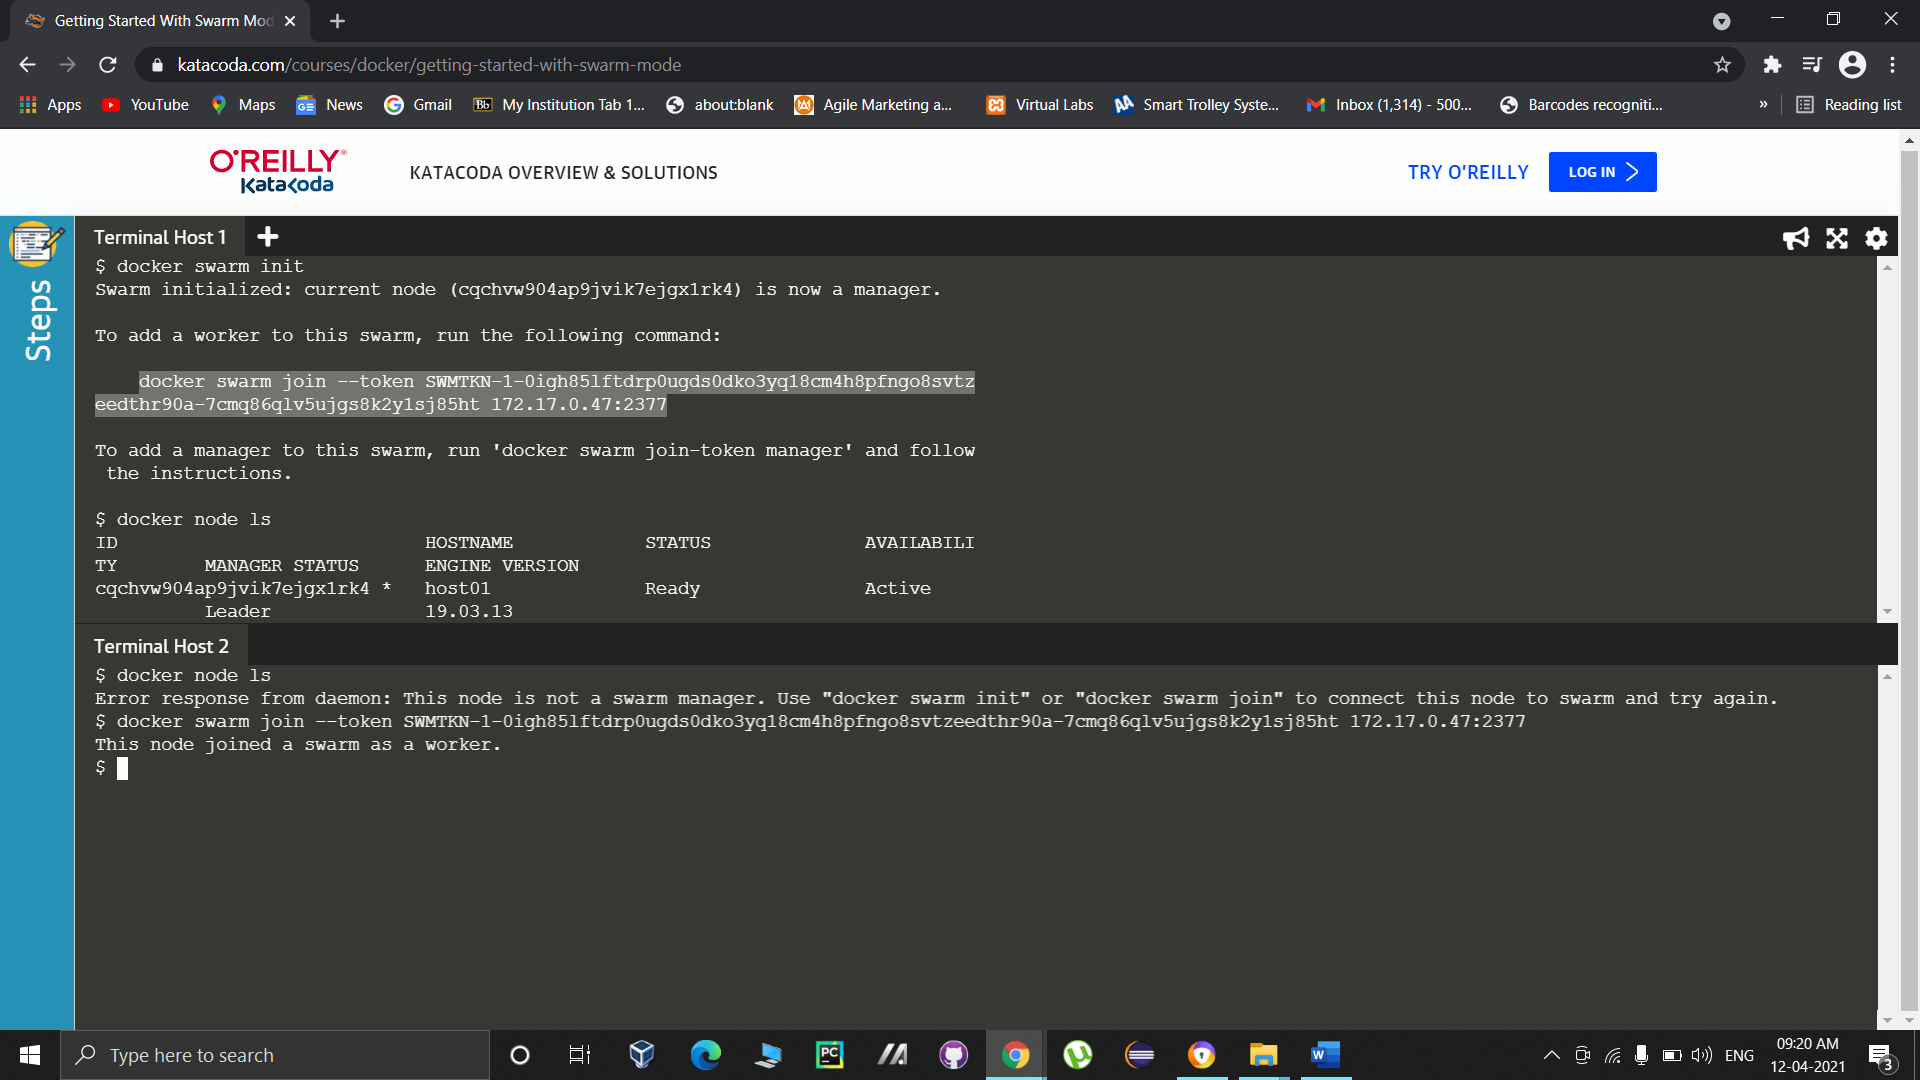 Getting Started With Swarm Mod
katacoda.com/courses/docker/getting-started-with-swarm-mode
Apps YouTube Maps News Gmail My Institution Tab 1... about:blank Agile Marketing a... Virtual Labs Smart Trolley Syste... Inbox (1,314) - 500... Barcodes recogniti... » Reading list
O'REILLY
Katacoda
KATACODA OVERVIEW & SOLUTIONS
TRY O'REILLY
LOG IN
Steps
Terminal Host 1
$ docker swarm init
Swarm initialized: current node (cqchvw904ap9jvik7ejgx1rk4) is now a manager.
To add a worker to this swarm, run the following command:
docker swarm join --token SWMTKN-1-0igh85lftdrp0ugds0dko3yq18cm4h8pfngo8svtz
eedthr90a-7cmq86qlv5ujgs8k2y1sj85ht 172.17.0.47:2377
To add a manager to this swarm, run 'docker swarm join-token manager' and follow
the instructions.
$ docker node ls
ID HOSTNAME STATUS AVAILABILI
TY MANAGER STATUS ENGINE VERSION
cqchvw904ap9jvik7ejgx1rk4 * host01 Ready Active
Leader 19.03.13
Terminal Host 2
$ docker node ls
Error response from daemon: This node is not a swarm manager. Use "docker swarm init" or "docker swarm join" to connect this node to swarm and try again.
$ docker swarm join --token SWMTKN-1-0igh85lftdrp0ugds0dko3yq18cm4h8pfngo8svtzeedthr90a-7cmq86qlv5ujgs8k2y1sj85ht 172.17.0.47:2377
This node joined a swarm as a worker.
$
Type here to search
ENG
09:20 AM
12-04-2021
3